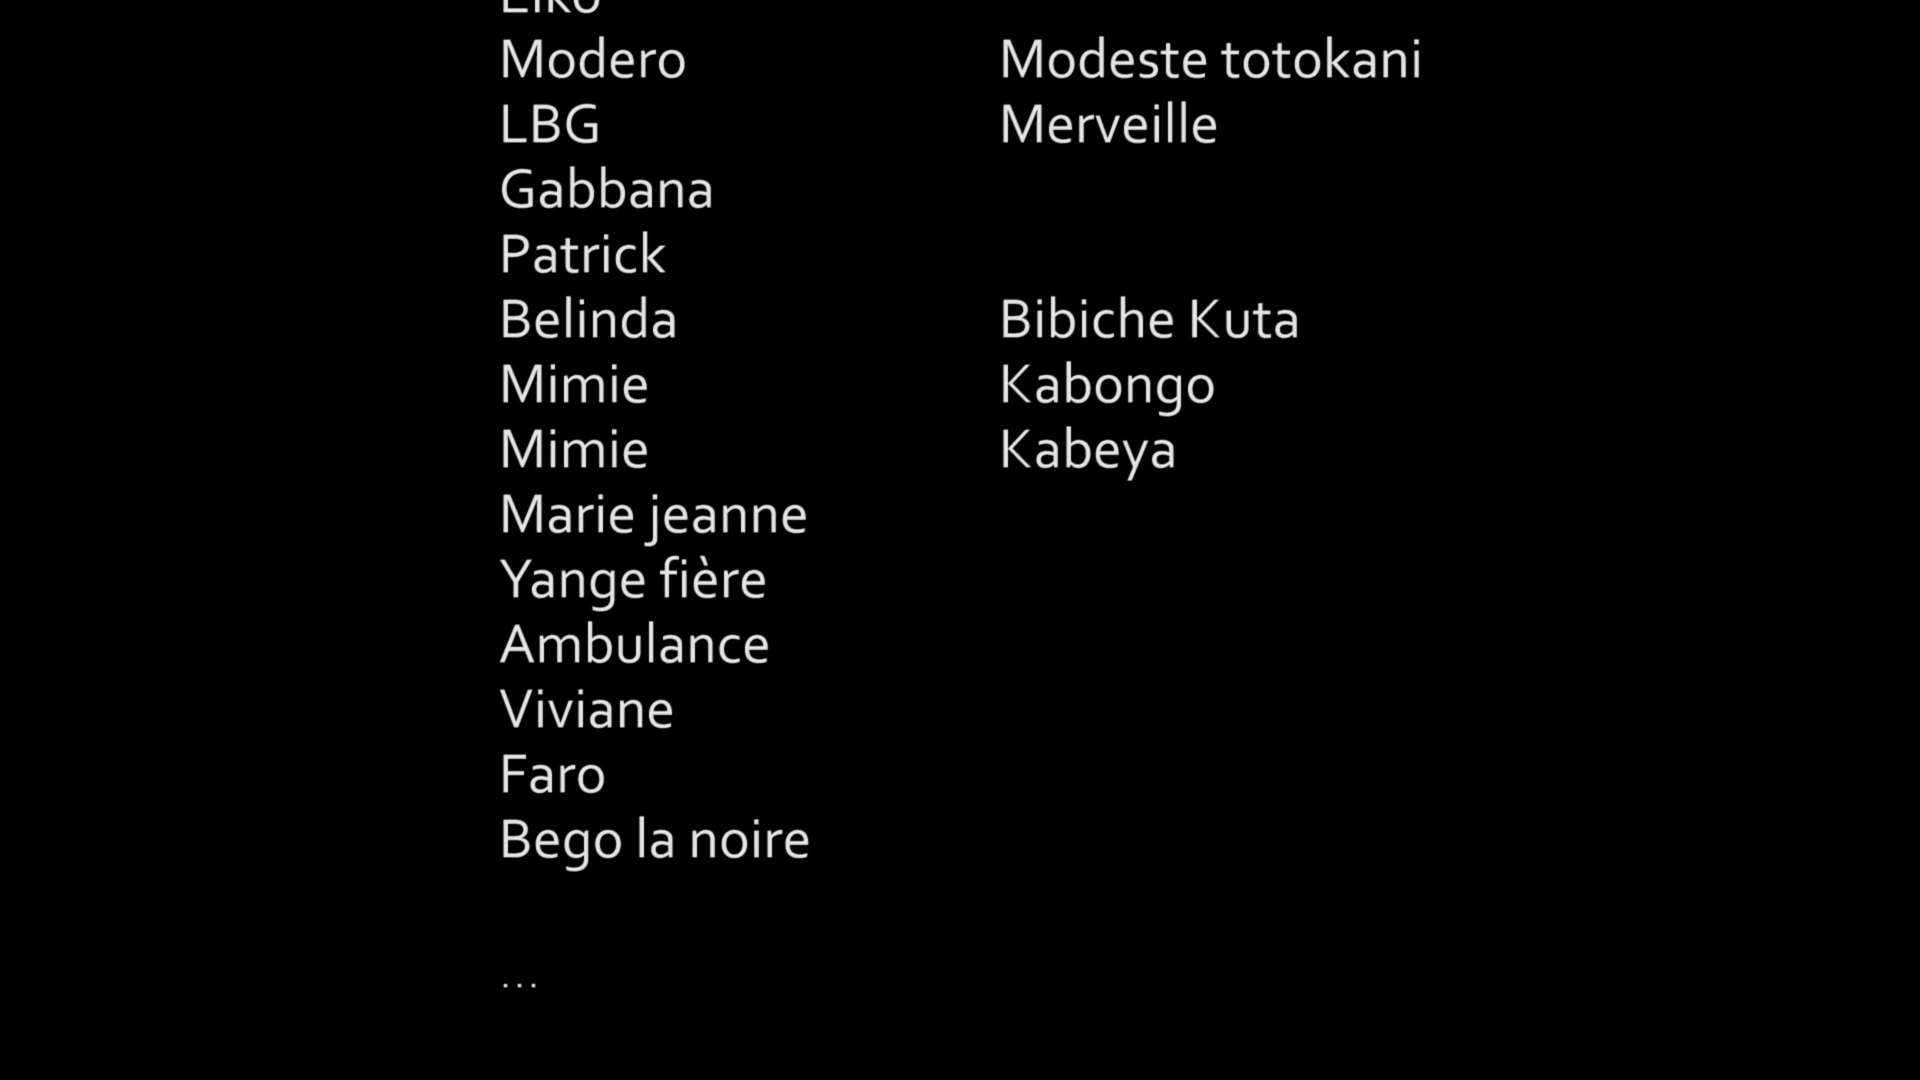 Modero Modeste totokani
LBG Merveille
Gabbana
Patrick
Belinda Bibiche Kuta
Mimie Kabongo
Mimie Kabeya
Marie jeanne
Yange fière
Ambulance
Viviane
Faro
Bego la noire
...